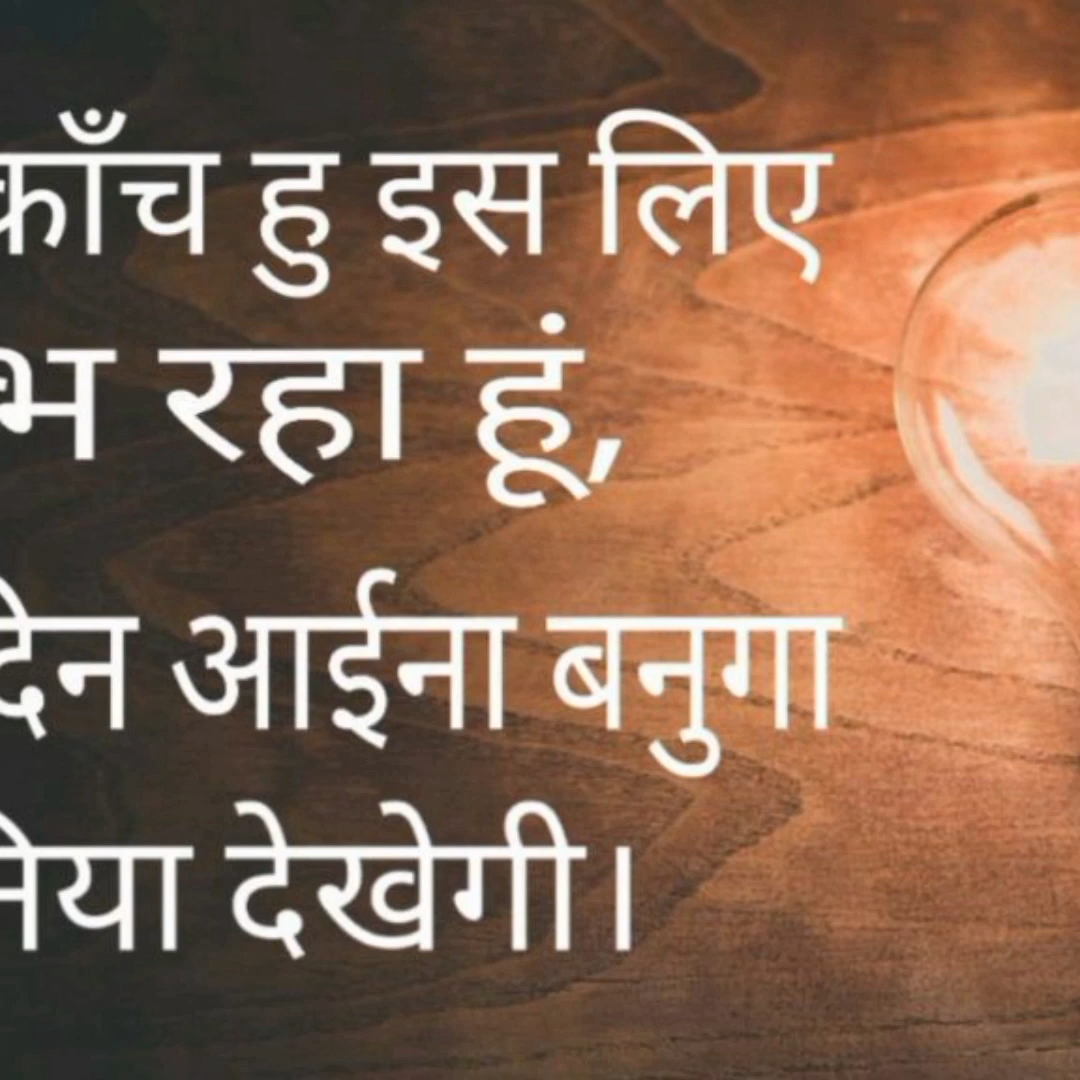 काँच हु इस लिए
भ रहा हूं,
दिन आईना बनुगा
निया देखेगी।